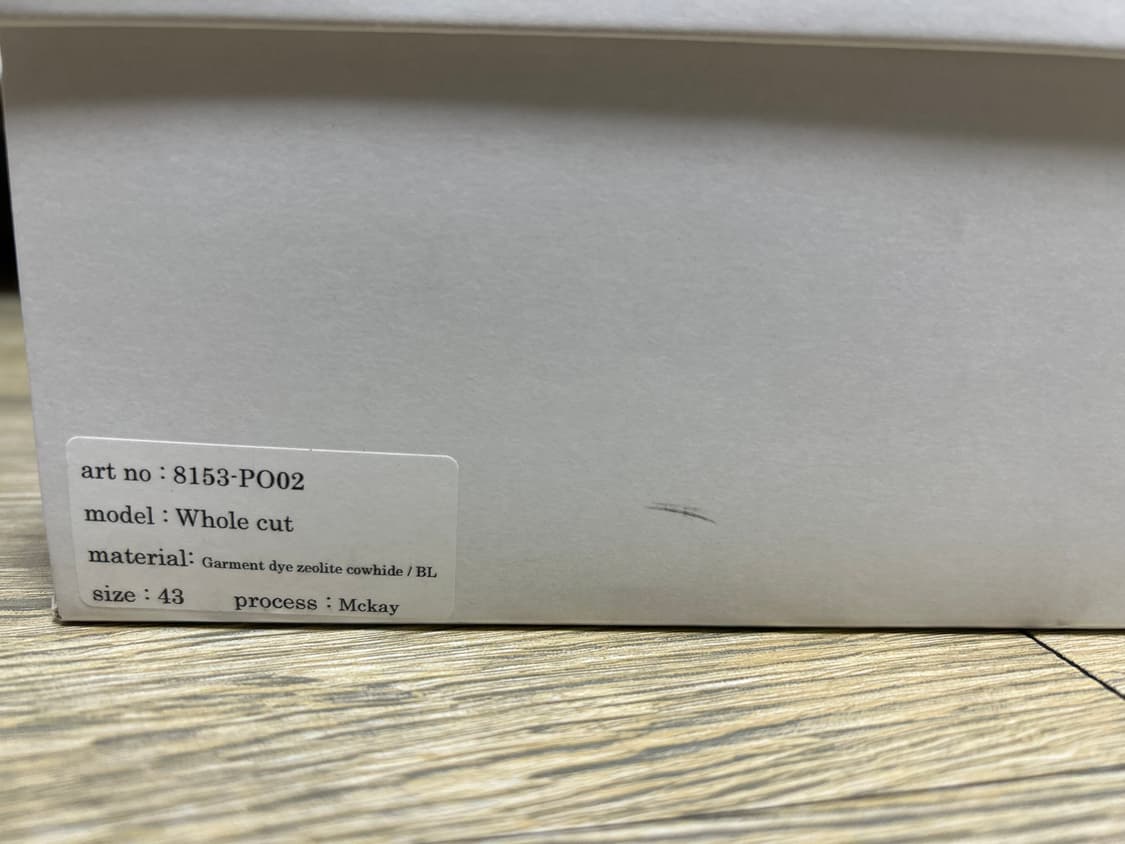 art no : 8153-PO02
model : Whole cut
material: Garment dye zeolite cowhide / BL
size : 43 process : Mckay